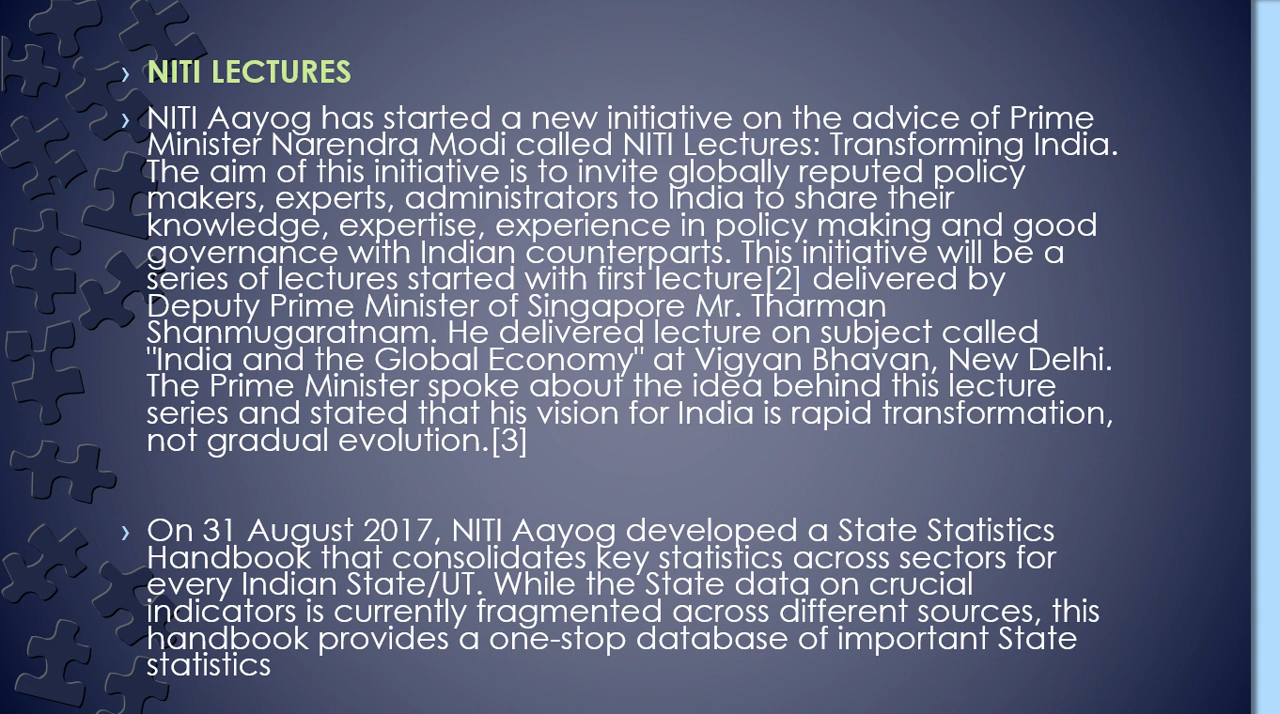 › NITI LECTURES
› NITI Aayog has started a new initiative on the advice of Prime
Minister Narendra Modi called NITI Lectures: Transforming India.
The aim of this initiative is to invite globally reputed policy
makers, experts, administrators to India to share their
knowledge, expertise, experience in policy making and good
governance with Indian counterparts. This initiative will be a
series of lectures started with first lecture[2] delivered by
Deputy Prime Minister of Singapore Mr. Tharman
Shanmugaratnam. He delivered lecture on subject called
"India and the Global Economy" at Vigyan Bhavan, New Delhi.
The Prime Minister spoke about the idea behind this lecture
series and stated that his vision for India is rapid transformation,
not gradual evolution.[3]
› On 31 August 2017, NITI Aayog developed a State Statistics
Handbook that consolidates key statistics across sectors for
every Indian State/UT. While the State data on crucial
indicators is currently fragmented across different sources, this
handbook provides a one-stop database of important State
statistics